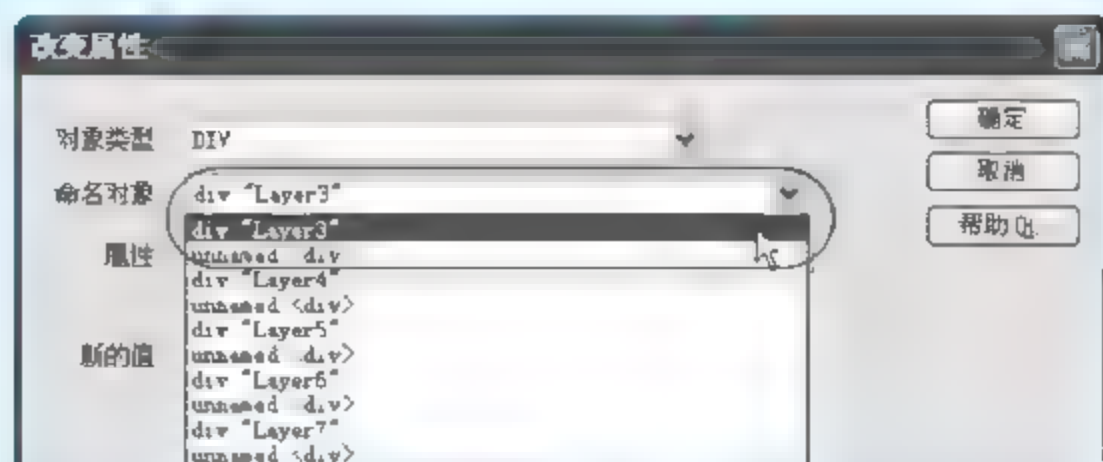 改变属性
对象类型 DIV
确定
取消
命名对象 div "Layer3"
帮助(H)
div "Layer3"
属性
unnamed <div>
div "Layer4"
unnamed <div>
div "Layer5"
新的值
unnamed <div>
div "Layer6"
unnamed <div>
div "Layer7"
unnamed <div>